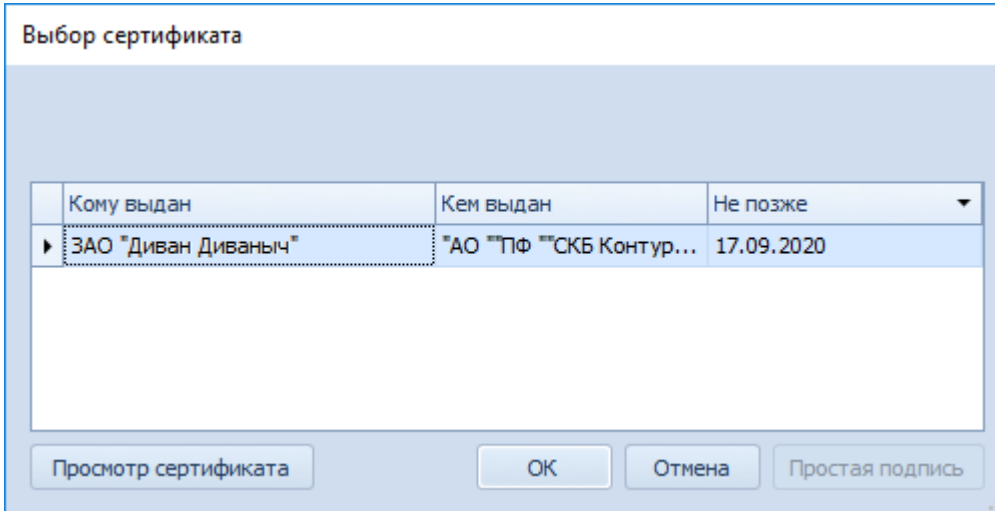 Выбор сертификата
Кому выдан Кем выдан Не позже
ЗАО "Диван Диваныч" "АО ""ПФ ""СКБ Контур... 17.09.2020
Просмотр сертификата ОК Отмена Простая подпись